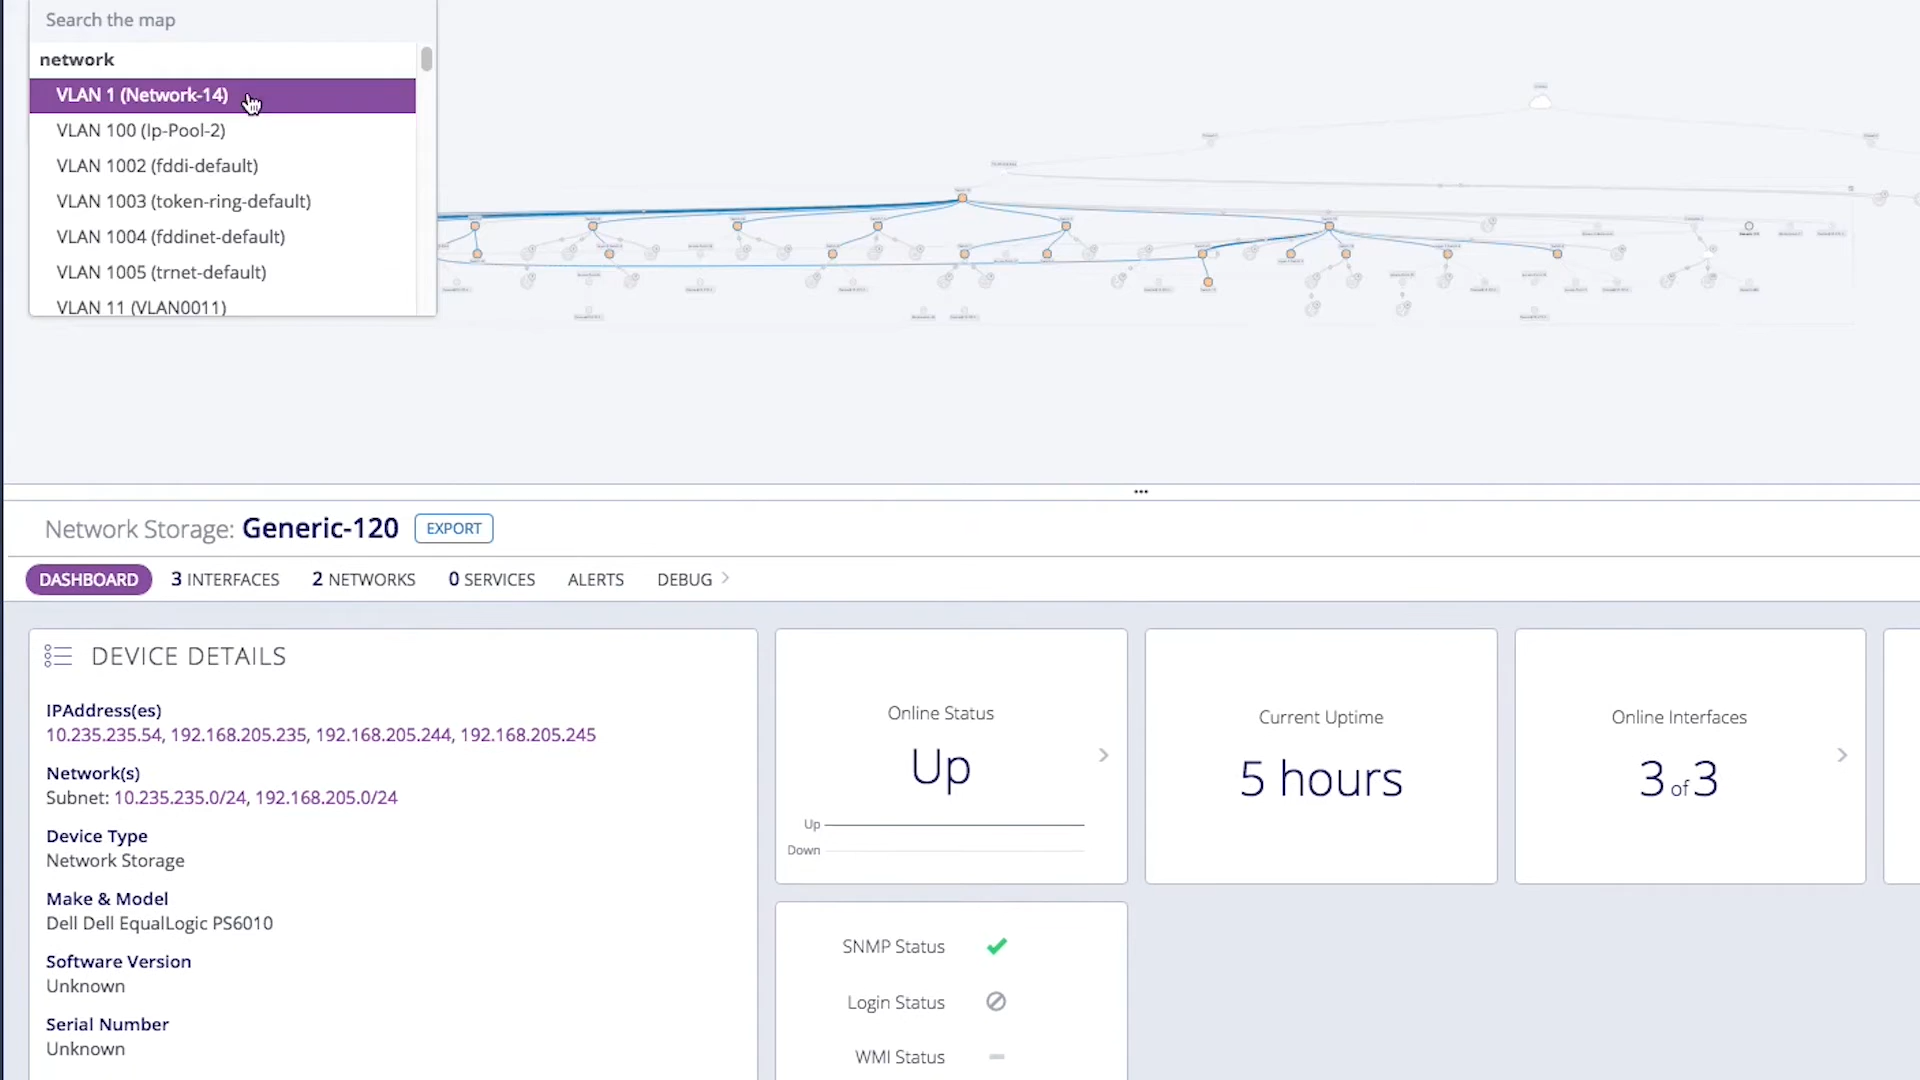 Search the map
network
VLAN 1 (Network-14)
VLAN 100 (Ip-Pool-2)
VLAN 1002 (fddi-default)
VLAN 1003 (token-ring-default)
VLAN 1004 (fddinet-default)
VLAN 1005 (trnet-default)
VLAN 11 (VLAN0011)
Network Storage: Generic-120 EXPORT
DASHBOARD 3 INTERFACES 2 NETWORKS 0 SERVICES ALERTS DEBUG
DEVICE DETAILS
IPAddress(es)
10.235.235.54, 192.168.205.235, 192.168.205.244, 192.168.205.245
Network(s)
Subnet: 10.235.235.0/24, 192.168.205.0/24
Device Type
Network Storage
Make & Model
Dell Dell EqualLogic PS6010
Software Version
Unknown
Serial Number
Unknown
Online Status
Up
Up
Down
Current Uptime
5 hours
Online Interfaces
3 of 3
SNMP Status
Login Status
WMI Status